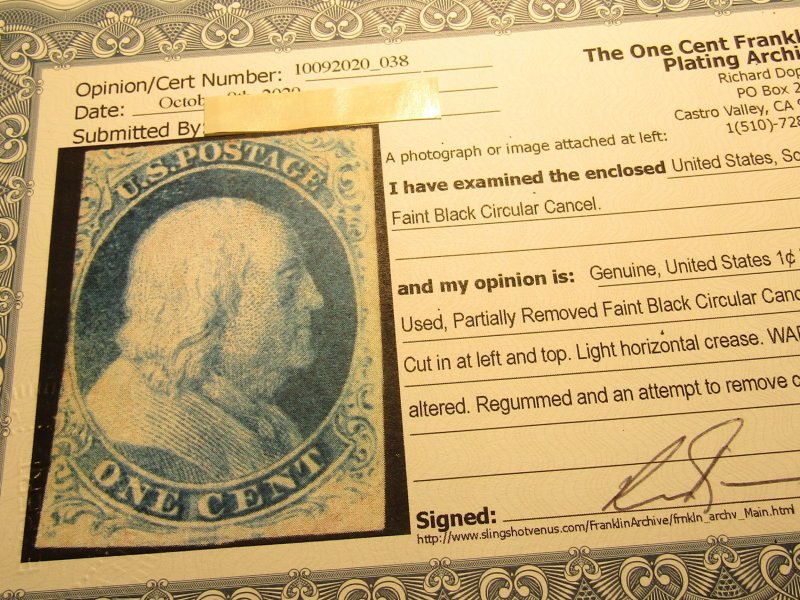 Opinion/Cert Number: 10092020_038
Date: 2020
Submitted By:
The One Cent Frankl
Plating Archi
Richard Dop
PO Box 2
Castro Valley, CA
1(510)-728
A photograph or image attached at left:
I have examined the enclosed United States, Sc
Faint Black Circular Cancel.
and my opinion is: Genuine, United States 1¢
Used, Partially Removed Faint Black Circular Canc
Cut in at left and top. Light horizontal crease. WAR
altered. Regummed and an attempt to remove c
Signed:
http://www.slingshotvenus.com/FranklinArchive/frnkln_archv_Main.html
U.S. POSTAGE
ONE CENT